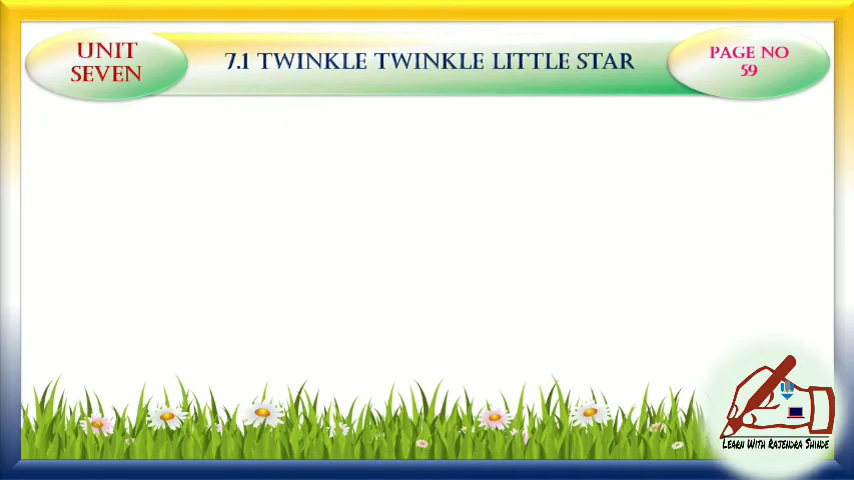 UNIT
SEVEN
7.1 TWINKLE TWINKLE LITTLE STAR
PAGE NO
59
LEARN WITH RAJENDRA SHINDE